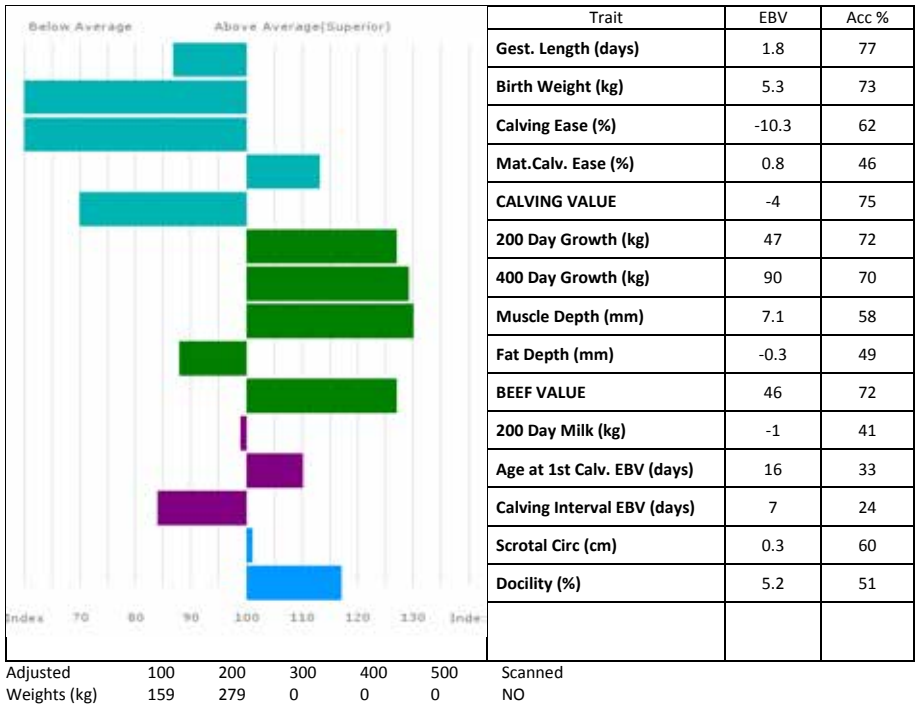 Below Average Above Average(Superior)
Trait EBV Acc %
Gest. Length (days) 1.8 77
Birth Weight (kg) 5.3 73
Calving Ease (%) -10.3 62
Mat.Calv. Ease (%) 0.8 46
CALVING VALUE -4 75
200 Day Growth (kg) 47 72
400 Day Growth (kg) 90 70
Muscle Depth (mm) 7.1 58
Fat Depth (mm) -0.3 49
BEEF VALUE 46 72
200 Day Milk (kg) -1 41
Age at 1st Calv. EBV (days) 16 33
Calving Interval EBV (days) 7 24
Scrotal Circ (cm) 0.3 60
Docility (%) 5.2 51
Index 70 80 90 100 110 120 130 Inde
Adjusted 100 200 300 400 500 Scanned
Weights (kg) 159 279 0 0 0 NO